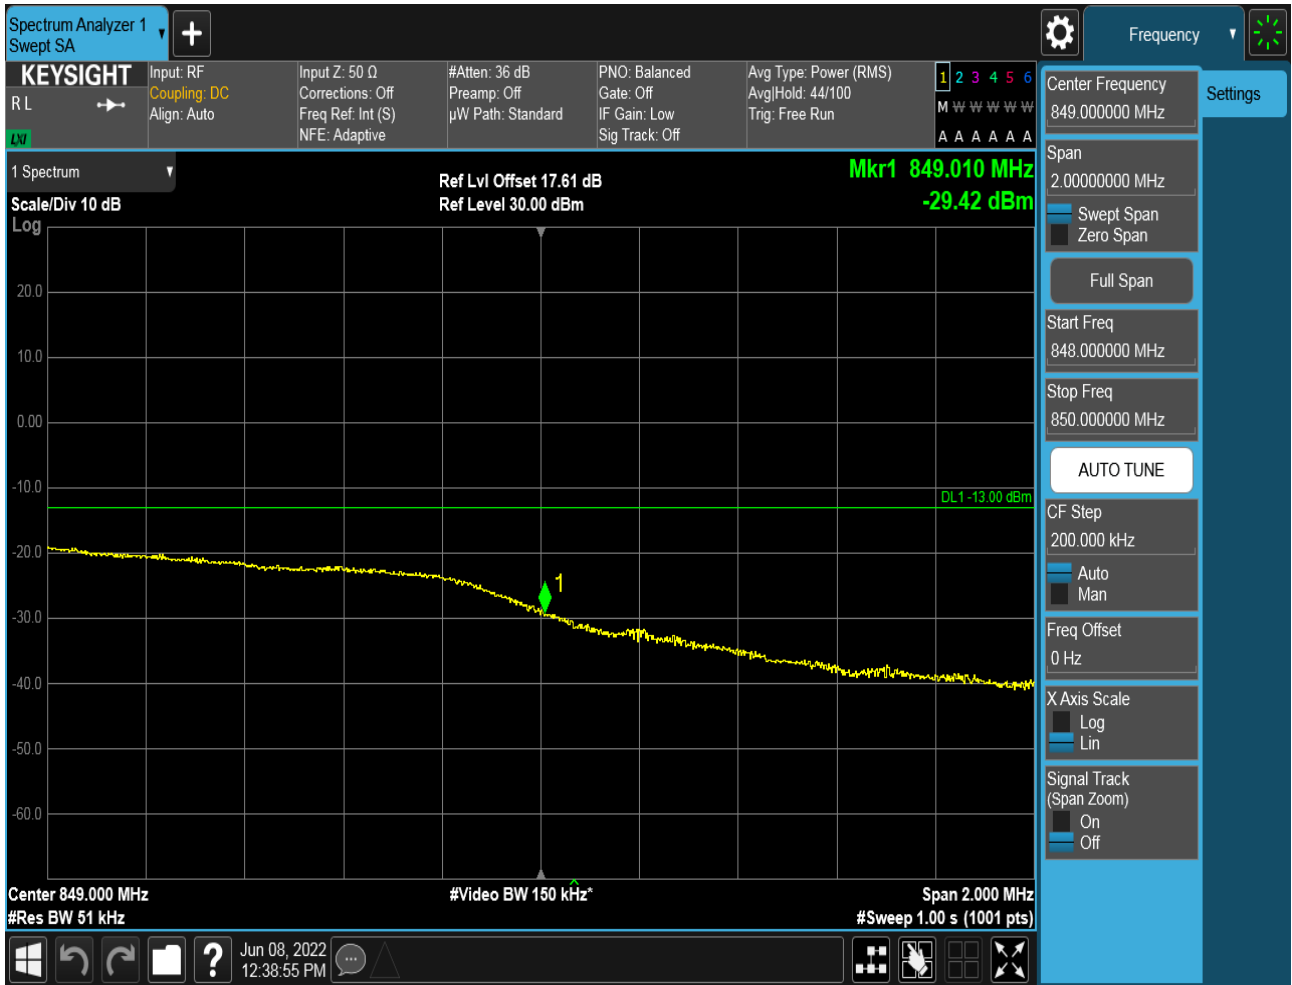 Spectrum Analyzer 1
Swept SA
+
Frequency
KEYSIGHT
R L
LXI
Input: RF
Coupling: DC
Align: Auto
Input Z: 50 Ω
Corrections: Off
Freq Ref: Int (S)
NFE: Adaptive
#Atten: 36 dB
Preamp: Off
µW Path: Standard
PNO: Balanced
Gate: Off
IF Gain: Low
Sig Track: Off
Avg Type: Power (RMS)
Avg|Hold: 44/100
Trig: Free Run
1 2 3 4 5 6
M W W W W W
A A A A A A
1 Spectrum
Scale/Div 10 dB
Log
Ref Lvl Offset 17.61 dB
Ref Level 30.00 dBm
Mkr1 849.010 MHz
-29.42 dBm
20.0
10.0
0.00
-10.0
-20.0
-30.0
-40.0
-50.0
-60.0
DL1 -13.00 dBm
1
Center 849.000 MHz
#Res BW 51 kHz
#Video BW 150 kHz*
Span 2.000 MHz
#Sweep 1.00 s (1001 pts)
?
Jun 08, 2022
12:38:55 PM
Center Frequency
849.000000 MHz
Settings
Span
2.00000000 MHz
Swept Span
Zero Span
Full Span
Start Freq
848.000000 MHz
Stop Freq
850.000000 MHz
AUTO TUNE
CF Step
200.000 kHz
Auto
Man
Freq Offset
0 Hz
X Axis Scale
Log
Lin
Signal Track
(Span Zoom)
On
Off